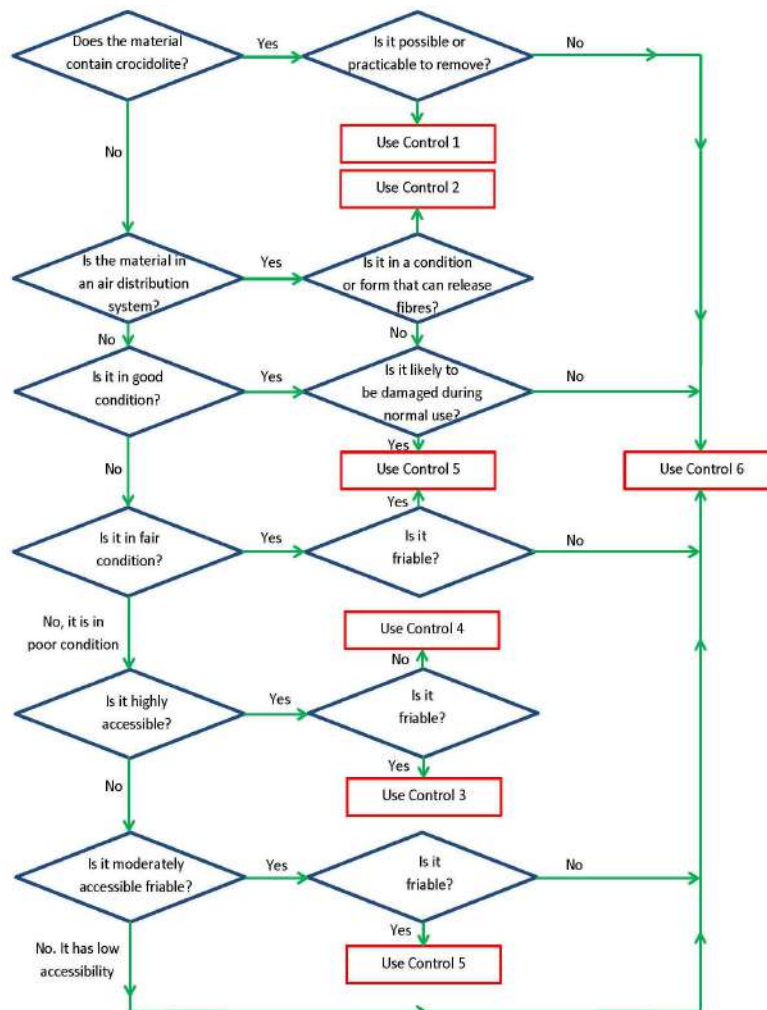 Does the material
contain crocidolite?
Yes
Is it possible or
practicable to remove?
No
No
Use Control 1
Use Control 2
Is the material in
an air distribution
system?
Yes
Is it in a condition
or form that can release
fibres?
No
No
Is it in good
condition?
Yes
Is it likely to
be damaged during
normal use?
No
No
Yes
Use Control 5
Use Control 6
Yes
Is it in fair
condition?
Yes
Is it
friable?
No
No, it is in
poor condition
Use Control 4
No
Is it highly
accessible?
Yes
Is it
friable?
No
Yes
Use Control 3
Is it moderately
accessible friable?
Yes
Is it
friable?
No
No. It has low
accessibility
Yes
Use Control 5